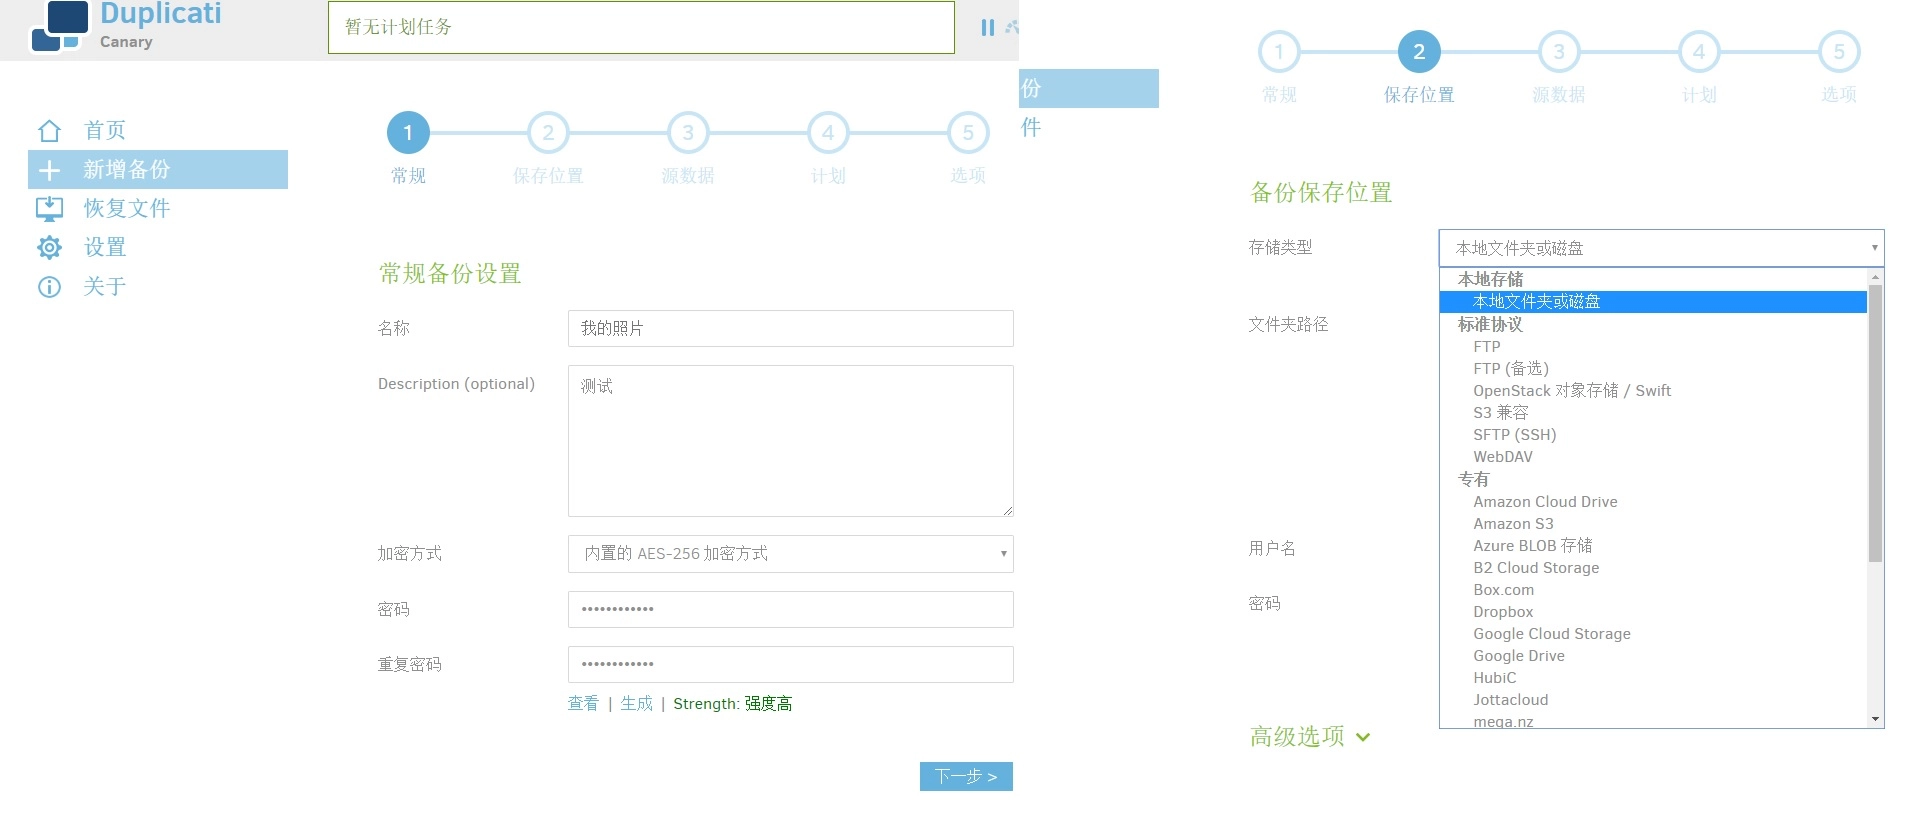 Duplicati
Canary
暂无计划任务
首页
新增备份
恢复文件
设置
关于
1
2
3
4
5
常规
保存位置
源数据
计划
选项
常规备份设置
名称
我的照片
Description (optional)
测试
加密方式
内置的 AES-256 加密方式
密码
••••••••••••
重复密码
••••••••••••
查看 | 生成 | Strength: 强度高
下一步 >
份
件
1
2
3
4
5
常规
保存位置
源数据
计划
选项
备份保存位置
存储类型
本地文件夹或磁盘
本地存储
本地文件夹或磁盘
标准协议
文件夹路径
FTP
FTP (备选)
OpenStack 对象存储 / Swift
S3 兼容
SFTP (SSH)
WebDAV
专有
Amazon Cloud Drive
Amazon S3
Azure BLOB 存储
用户名
B2 Cloud Storage
Box.com
密码
Dropbox
Google Cloud Storage
Google Drive
HubiC
Jottacloud
mega.nz
高级选项